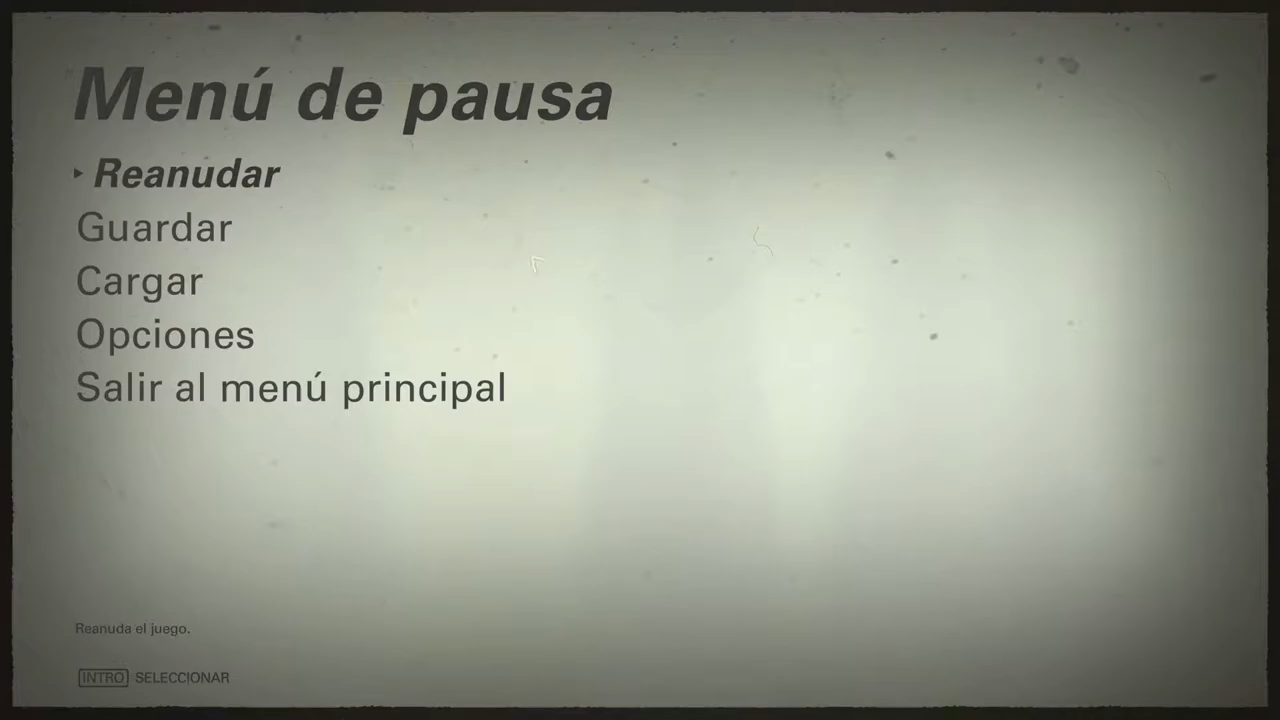 Menú de pausa
Reanudar
Guardar
Cargar
Opciones
Salir al menú principal
Reanuda el juego.
INTRO SELECCIONAR